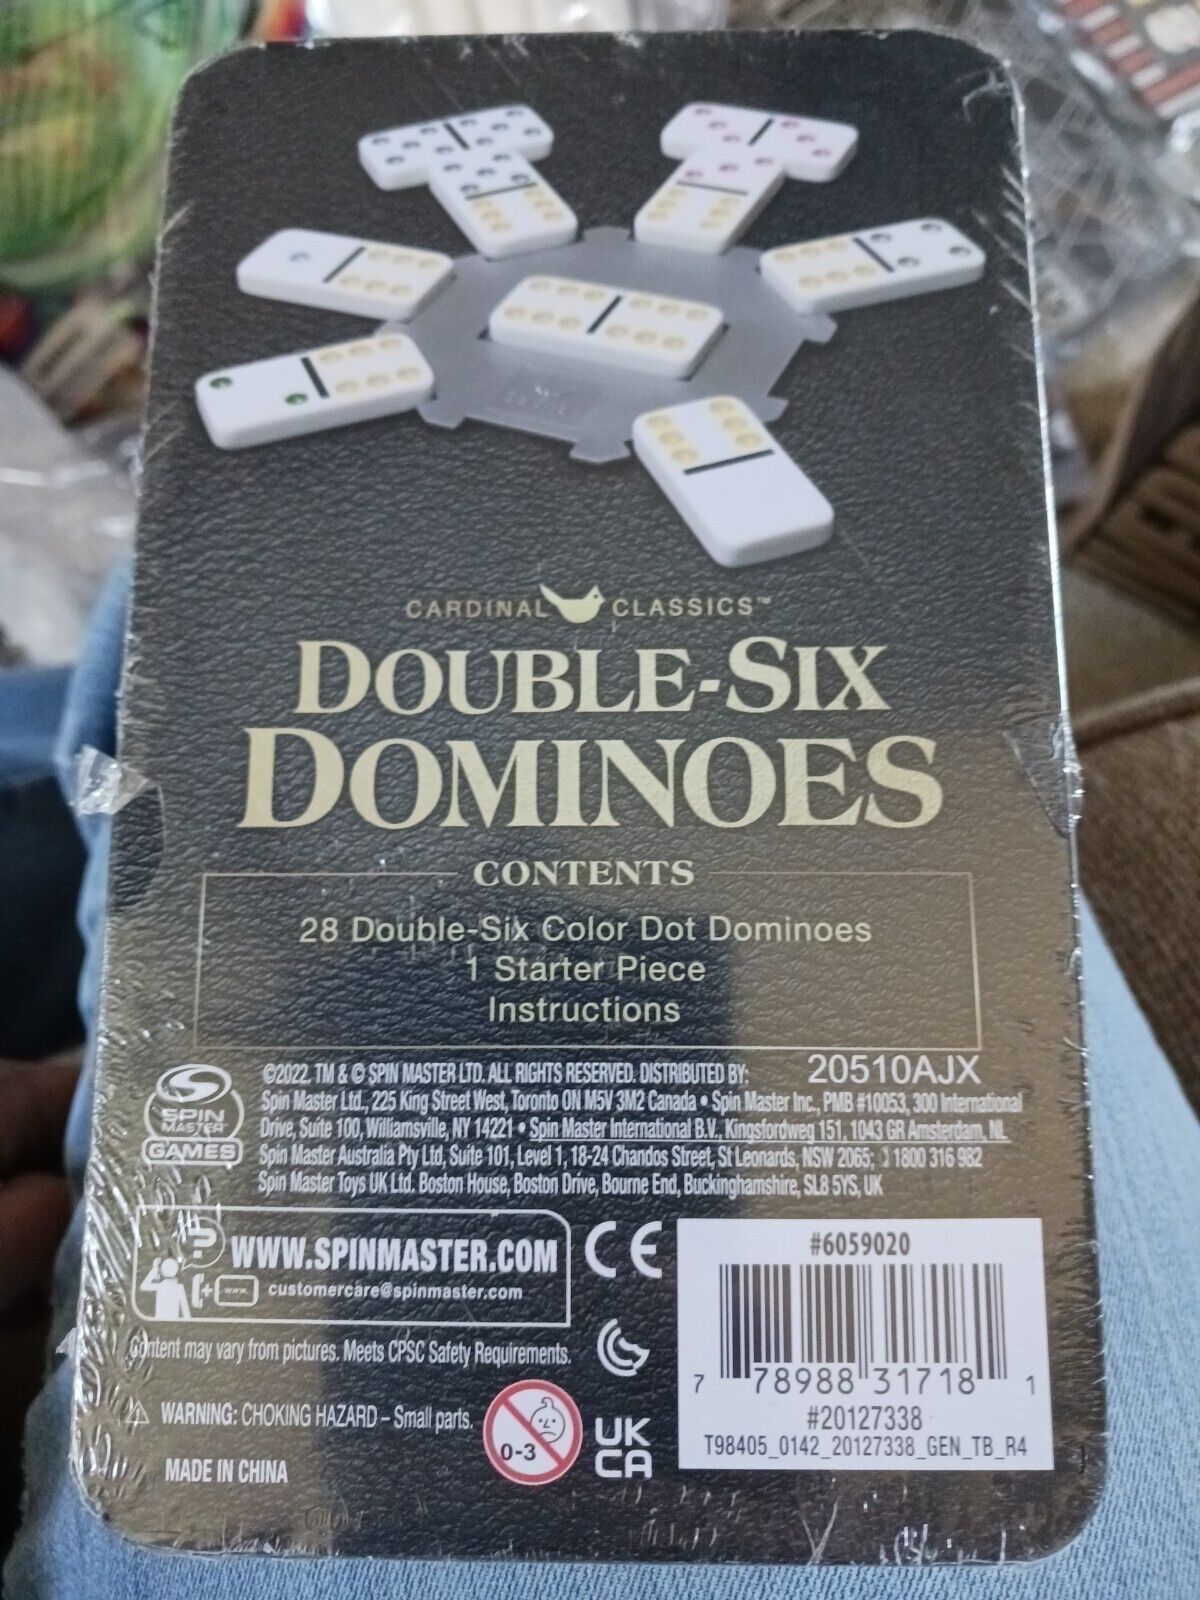 CARDINAL CLASSICS™
DOUBLE-SIX
DOMINOES
CONTENTS
28 Double-Six Color Dot Dominoes
1 Starter Piece
Instructions
SPIN
MASTER
GAMES
©2022. TM & © SPIN MASTER LTD. ALL RIGHTS RESERVED. DISTRIBUTED BY: 20510AJX
Spin Master Ltd., 225 King Street West, Toronto ON M5V 3M2 Canada • Spin Master Inc., PMB #10053, 300 International
Drive, Suite 100, Williamsville, NY 14221 • Spin Master International B.V., Kingsfordweg 151, 1043 GR Amsterdam, NL
Spin Master Australia Pty Ltd, Suite 101, Level 1, 18-24 Chandos Street, St Leonards, NSW 2065; 1800 316 982
Spin Master Toys UK Ltd. Boston House, Boston Drive, Bourne End, Buckinghamshire, SL8 5YS, UK
?
www.
WWW.SPINMASTER.COM
customercare@spinmaster.com
CE
Content may vary from pictures. Meets CPSC Safety Requirements.
WARNING: CHOKING HAZARD – Small parts.
0-3
UK
CA
MADE IN CHINA
#6059020
7 78988 31718 1
#20127338
T98405_0142_20127338_GEN_TB_R4